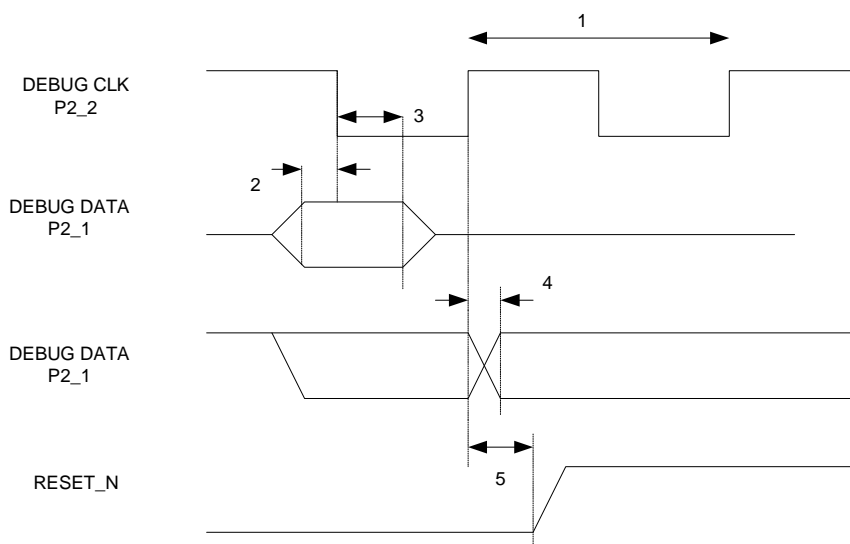 1
DEBUG CLK
P2_2
3
2
DEBUG DATA
P2_1
4
DEBUG DATA
P2_1
5
RESET_N